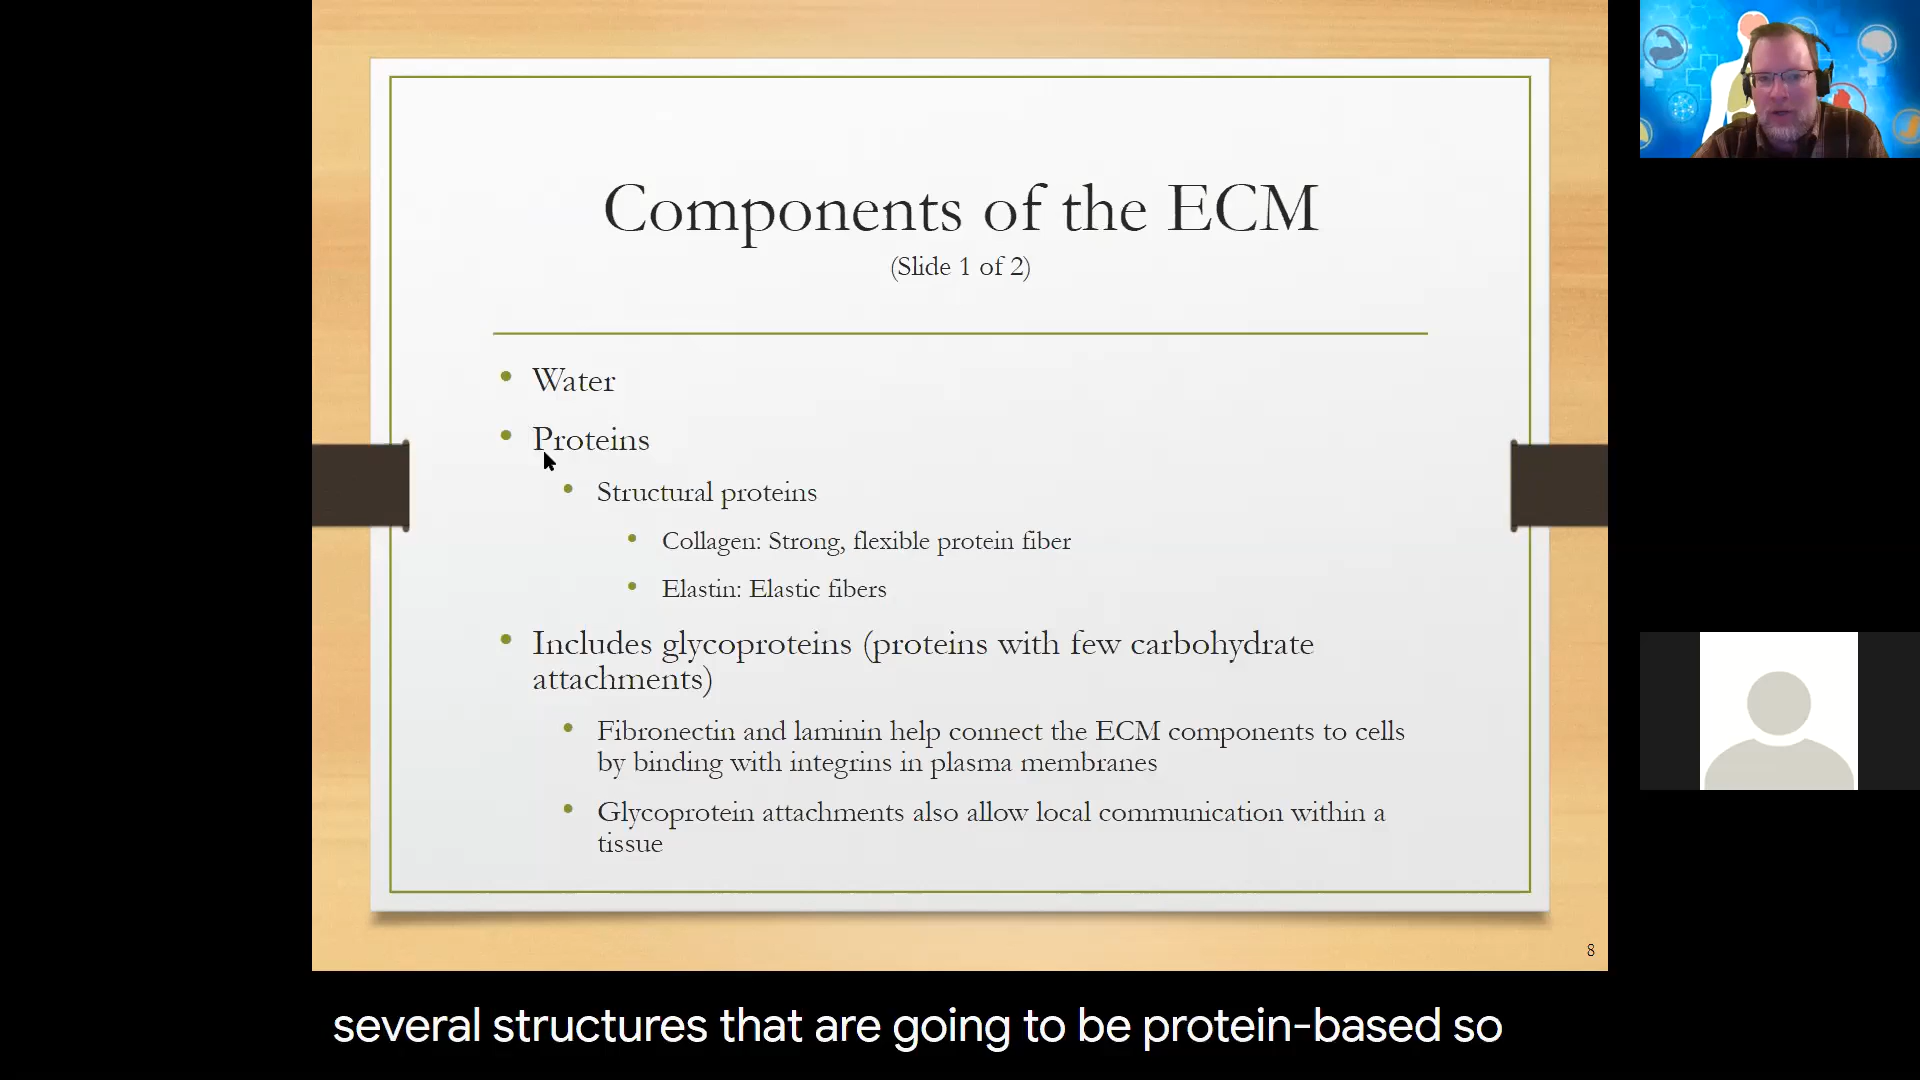 Components of the ECM
(Slide 1 of 2)
• Water
• Proteins
• Structural proteins
• Collagen: Strong, flexible protein fiber
• Elastin: Elastic fibers
• Includes glycoproteins (proteins with few carbohydrate
attachments)
• Fibronectin and laminin help connect the ECM components to cells
by binding with integrins in plasma membranes
• Glycoprotein attachments also allow local communication within a
tissue
8
several structures that are going to be protein-based so